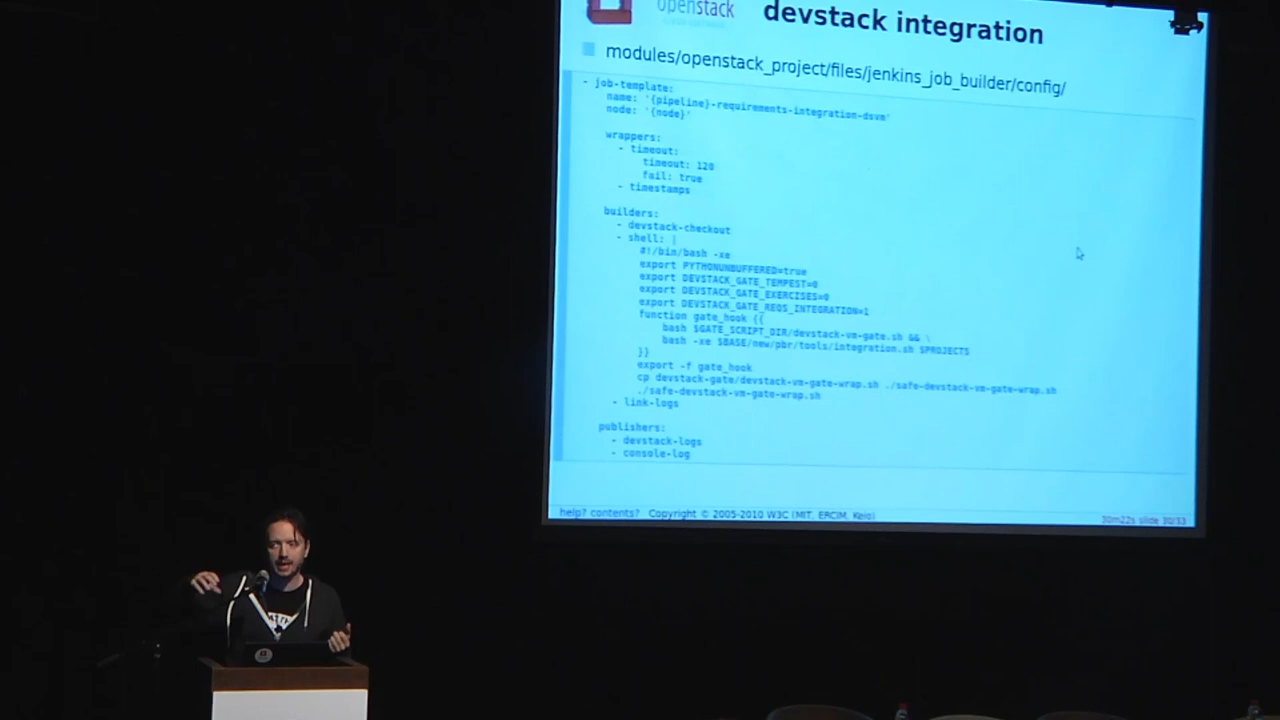 openstack
devstack integration
modules/openstack_project/files/jenkins_job_builder/config/
- job-template:
name: '{pipeline}-requirements-integration-dsvm'
node: '{node}'
wrappers:
- timeout:
timeout: 120
fail: true
- timestamps
builders:
- devstack-checkout
- shell: |
#!/bin/bash -xe
export PYTHONUNBUFFERED=true
export DEVSTACK_GATE_TEMPEST=0
export DEVSTACK_GATE_EXERCISES=0
export DEVSTACK_GATE_REQS_INTEGRATION=1
function gate_hook {{
bash $GATE_SCRIPT_DIR/devstack-vm-gate.sh && \
bash -xe $BASE/new/pbr/tools/integration.sh $PROJECTS
}}
export -f gate_hook
cp devstack-gate/devstack-vm-gate-wrap.sh ./safe-devstack-vm-gate-wrap.sh
./safe-devstack-vm-gate-wrap.sh
- link-logs
publishers:
- devstack-logs
- console-log
help? contents? Copyright © 2005-2010 W3C (MIT, ERCIM, Keio)
30m22s slide 30/33